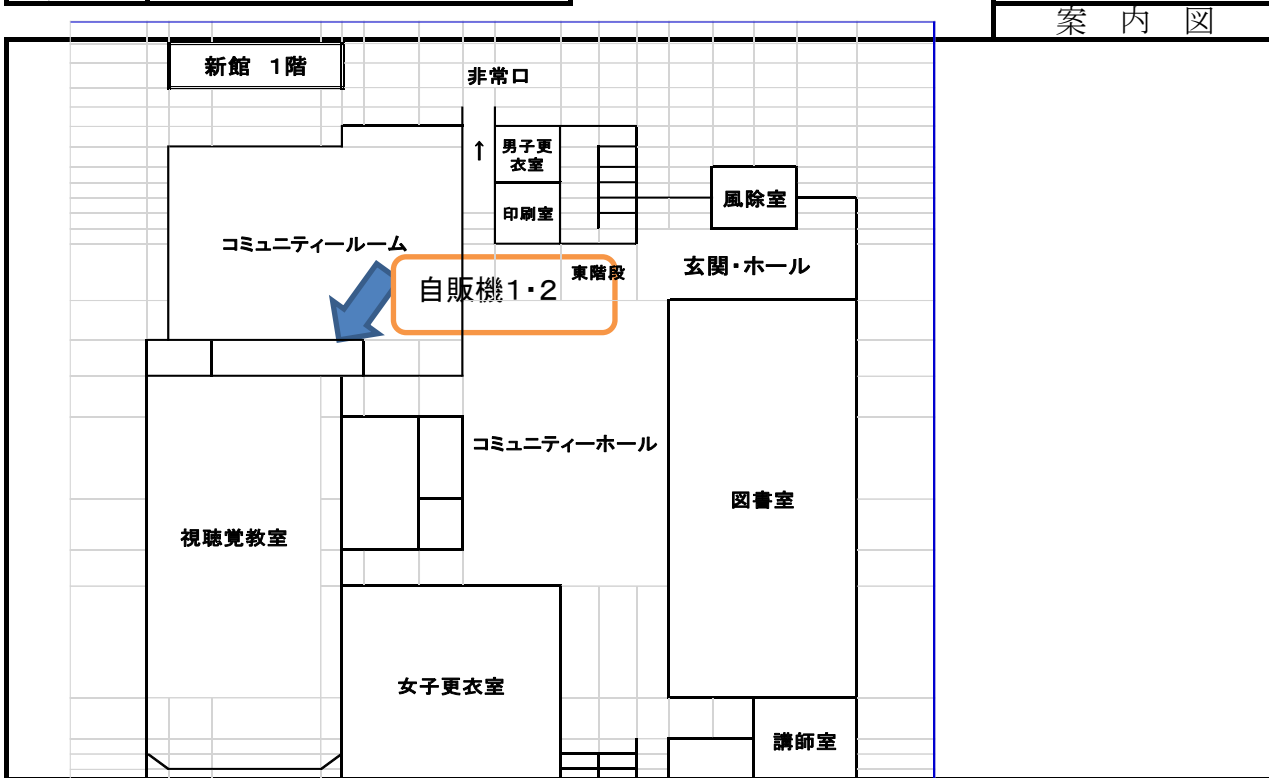 案 内 図
新館 1階
非常口
↑
男子更
衣室
印刷室
風除室
コミュニティールーム
東階段
玄関・ホール
自販機1・2
コミュニティーホール
図書室
視聴覚教室
女子更衣室
講師室